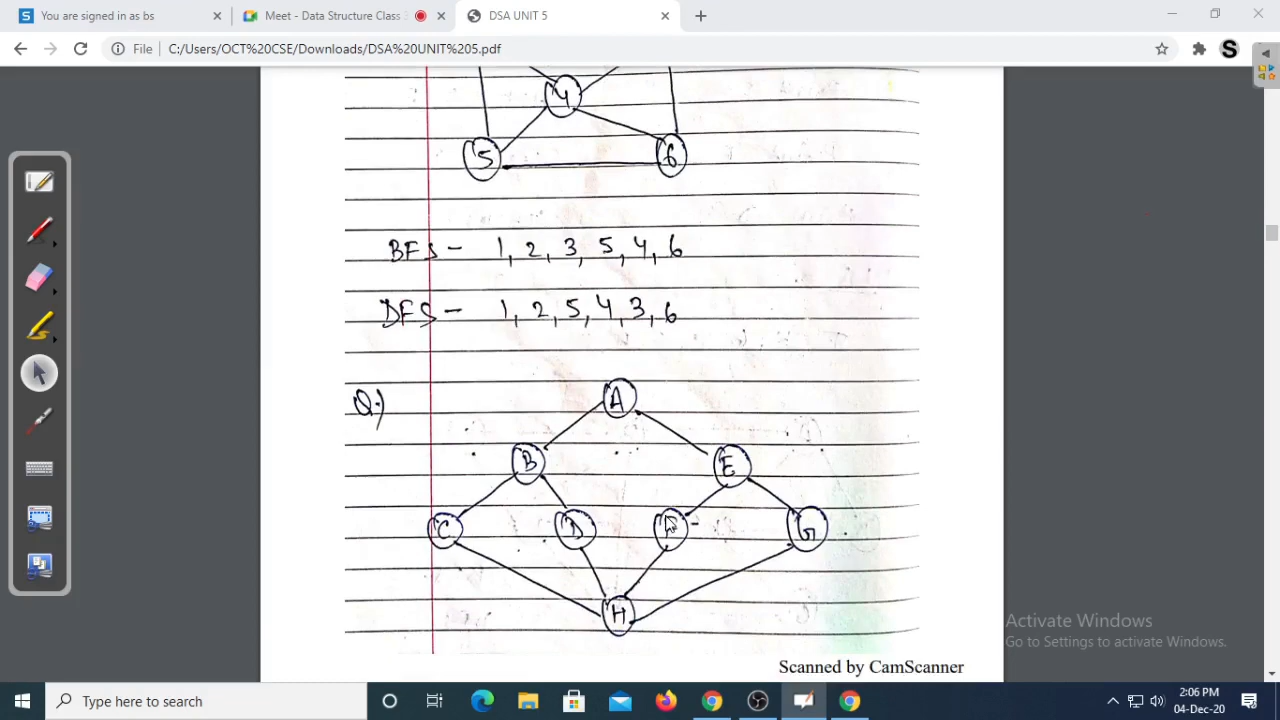 You are signed in as bs
Meet - Data Structure Class
DSA UNIT 5
File
C:/Users/OCT%20CSE/Downloads/DSA%20UNIT%205.pdf
S
4
5 6
BFS - 1, 2, 3, 5, 4, 6
DFS - 1, 2, 5, 4, 3, 6
Q:)
A
B E
C D F G
H
Activate Windows
Go to Settings to activate Windows.
Scanned by CamScanner
Type here to search
2:06 PM
04-Dec-20